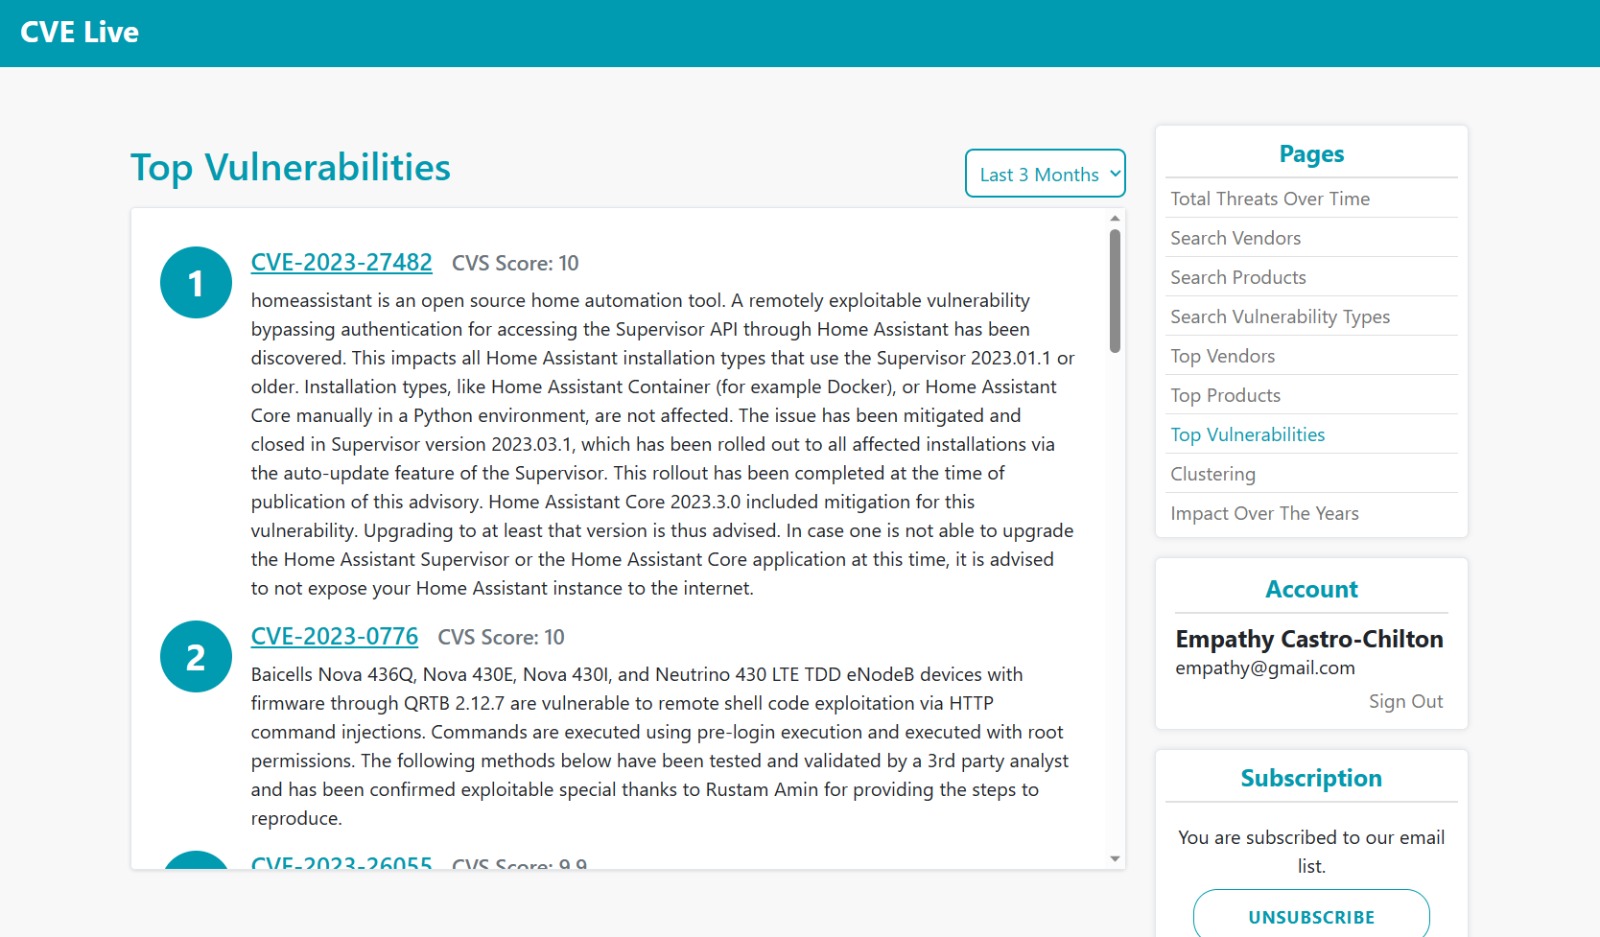 CVE Live
Top Vulnerabilities
Last 3 Months
1
CVE-2023-27482 CVS Score: 10
homeassistant is an open source home automation tool. A remotely exploitable vulnerability
bypassing authentication for accessing the Supervisor API through Home Assistant has been
discovered. This impacts all Home Assistant installation types that use the Supervisor 2023.01.1 or
older. Installation types, like Home Assistant Container (for example Docker), or Home Assistant
Core manually in a Python environment, are not affected. The issue has been mitigated and
closed in Supervisor version 2023.03.1, which has been rolled out to all affected installations via
the auto-update feature of the Supervisor. This rollout has been completed at the time of
publication of this advisory. Home Assistant Core 2023.3.0 included mitigation for this
vulnerability. Upgrading to at least that version is thus advised. In case one is not able to upgrade
the Home Assistant Supervisor or the Home Assistant Core application at this time, it is advised
to not expose your Home Assistant instance to the internet.
2
CVE-2023-0776 CVS Score: 10
Baicells Nova 436Q, Nova 430E, Nova 430I, and Neutrino 430 LTE TDD eNodeB devices with
firmware through QRTB 2.12.7 are vulnerable to remote shell code exploitation via HTTP
command injections. Commands are executed using pre-login execution and executed with root
permissions. The following methods below have been tested and validated by a 3rd party analyst
and has been confirmed exploitable special thanks to Rustam Amin for providing the steps to
reproduce.
CVE-2023-26055 CVS Score: 9.9
Pages
Total Threats Over Time
Search Vendors
Search Products
Search Vulnerability Types
Top Vendors
Top Products
Top Vulnerabilities
Clustering
Impact Over The Years
Account
Empathy Castro-Chilton
empathy@gmail.com
Sign Out
Subscription
You are subscribed to our email
list.
UNSUBSCRIBE